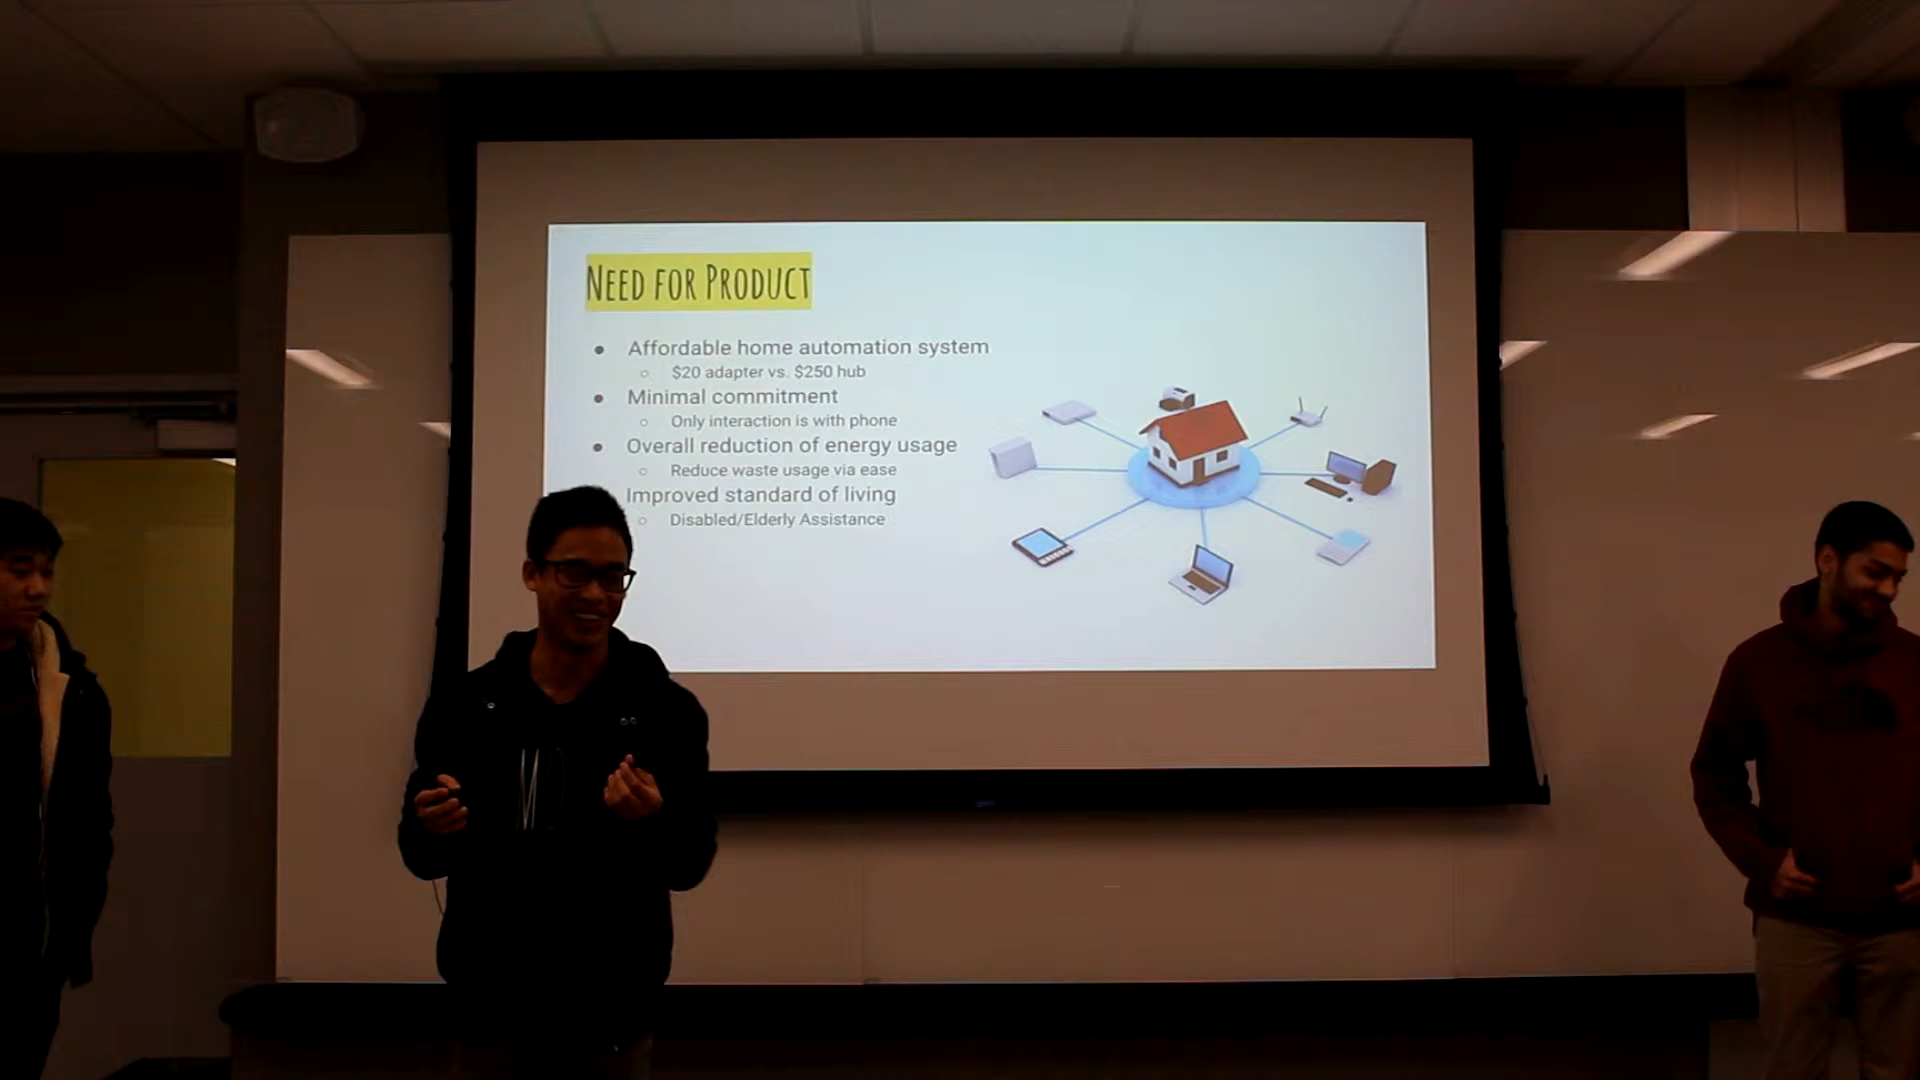 NEED FOR PRODUCT
● Affordable home automation system
○ $20 adapter vs. $250 hub
● Minimal commitment
○ Only interaction is with phone
● Overall reduction of energy usage
○ Reduce waste usage via ease
Improved standard of living
○ Disabled/Elderly Assistance